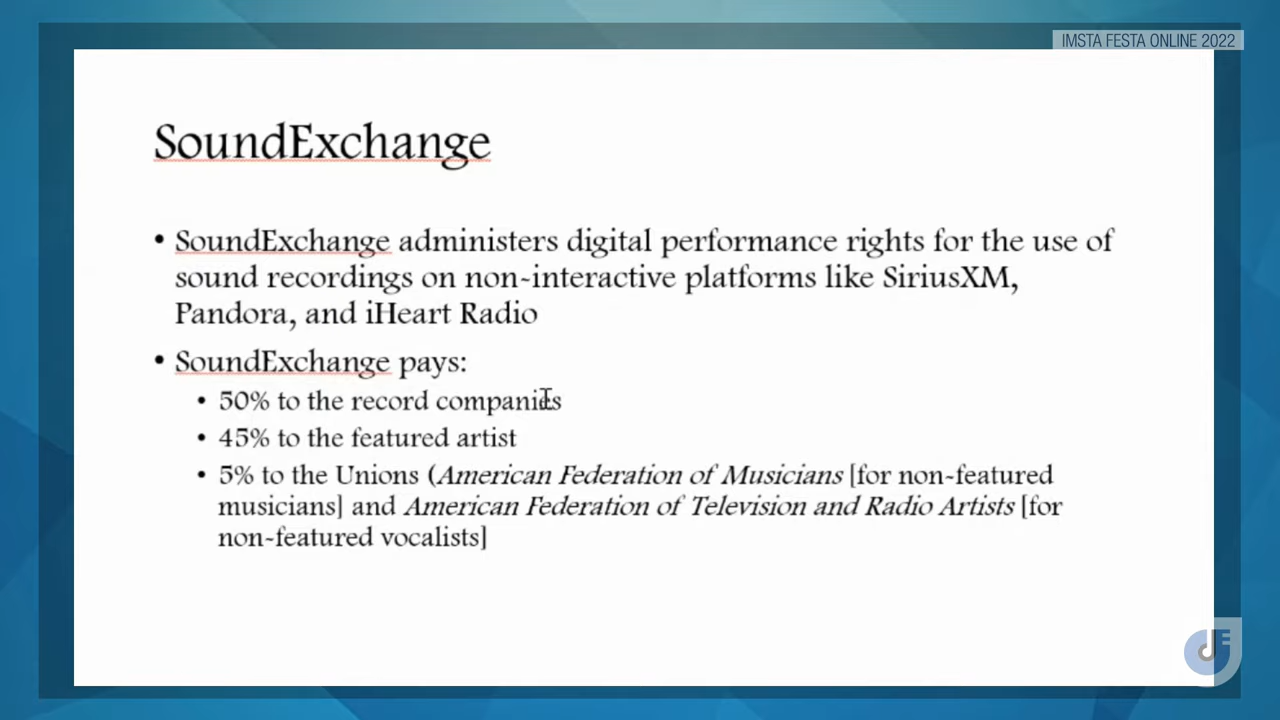 IMSTA FESTA ONLINE 2022
SoundExchange
• SoundExchange administers digital performance rights for the use of
sound recordings on non-interactive platforms like SiriusXM,
Pandora, and iHeart Radio
• SoundExchange pays:
• 50% to the record companies
• 45% to the featured artist
• 5% to the Unions (American Federation of Musicians [for non-featured
musicians] and American Federation of Television and Radio Artists [for
non-featured vocalists]